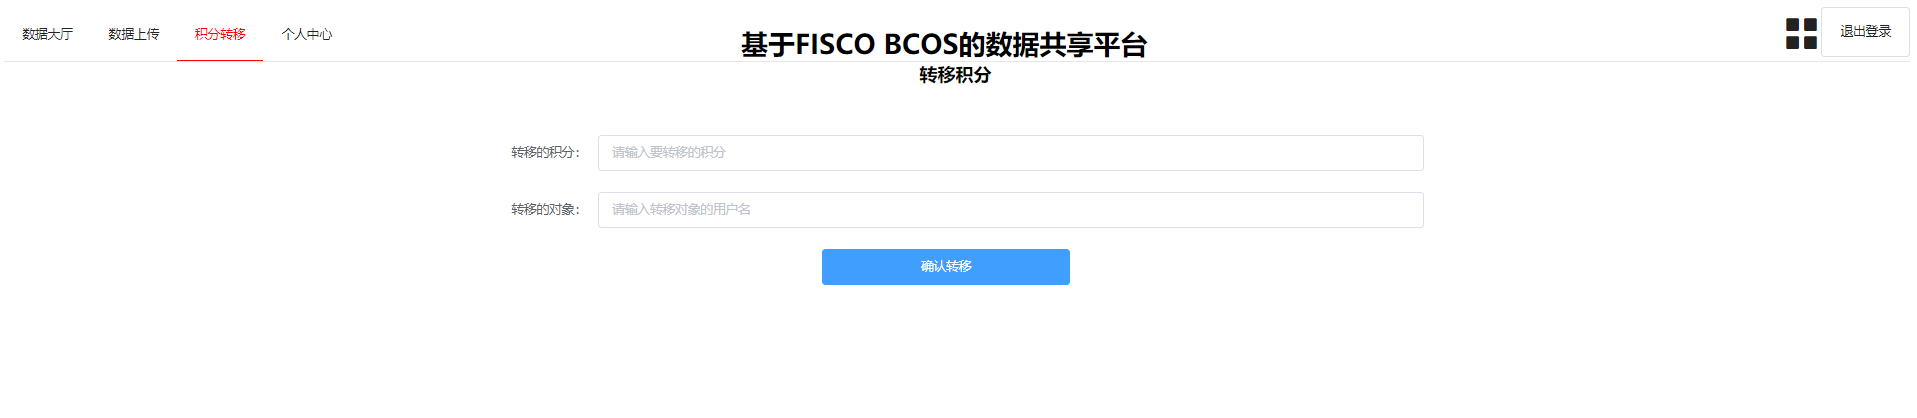 数据大厅 数据上传 积分转移 个人中心
基于FISCO BCOS的数据共享平台
退出登录
转移积分
转移的积分： 请输入要转移的积分
转移的对象： 请输入转移对象的用户名
确认转移